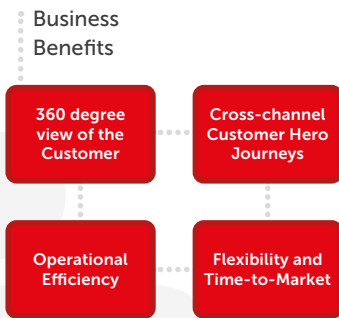 Business
Benefits
360 degree
view of the
Customer
Cross-channel
Customer Hero
Journeys
Operational
Efficiency
Flexibility and
Time-to-Market